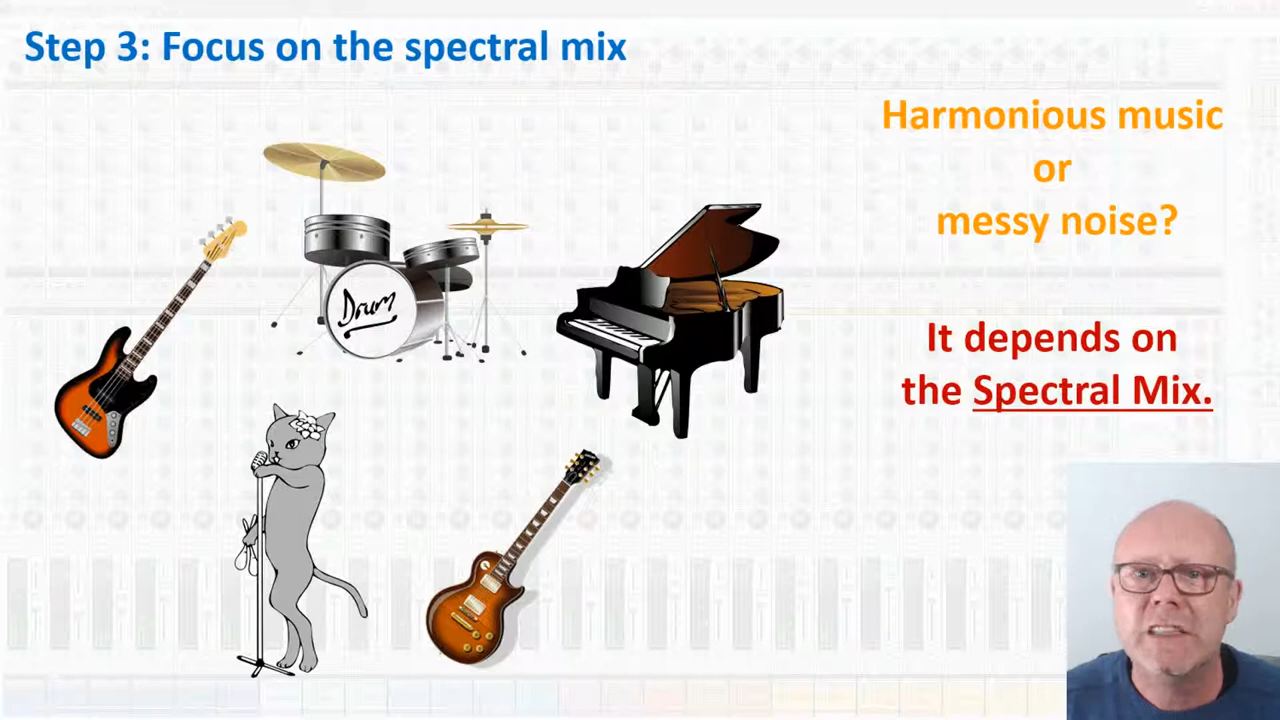 Step 3: Focus on the spectral mix
Harmonious music
or
messy noise?
Drum
It depends on
the Spectral Mix.